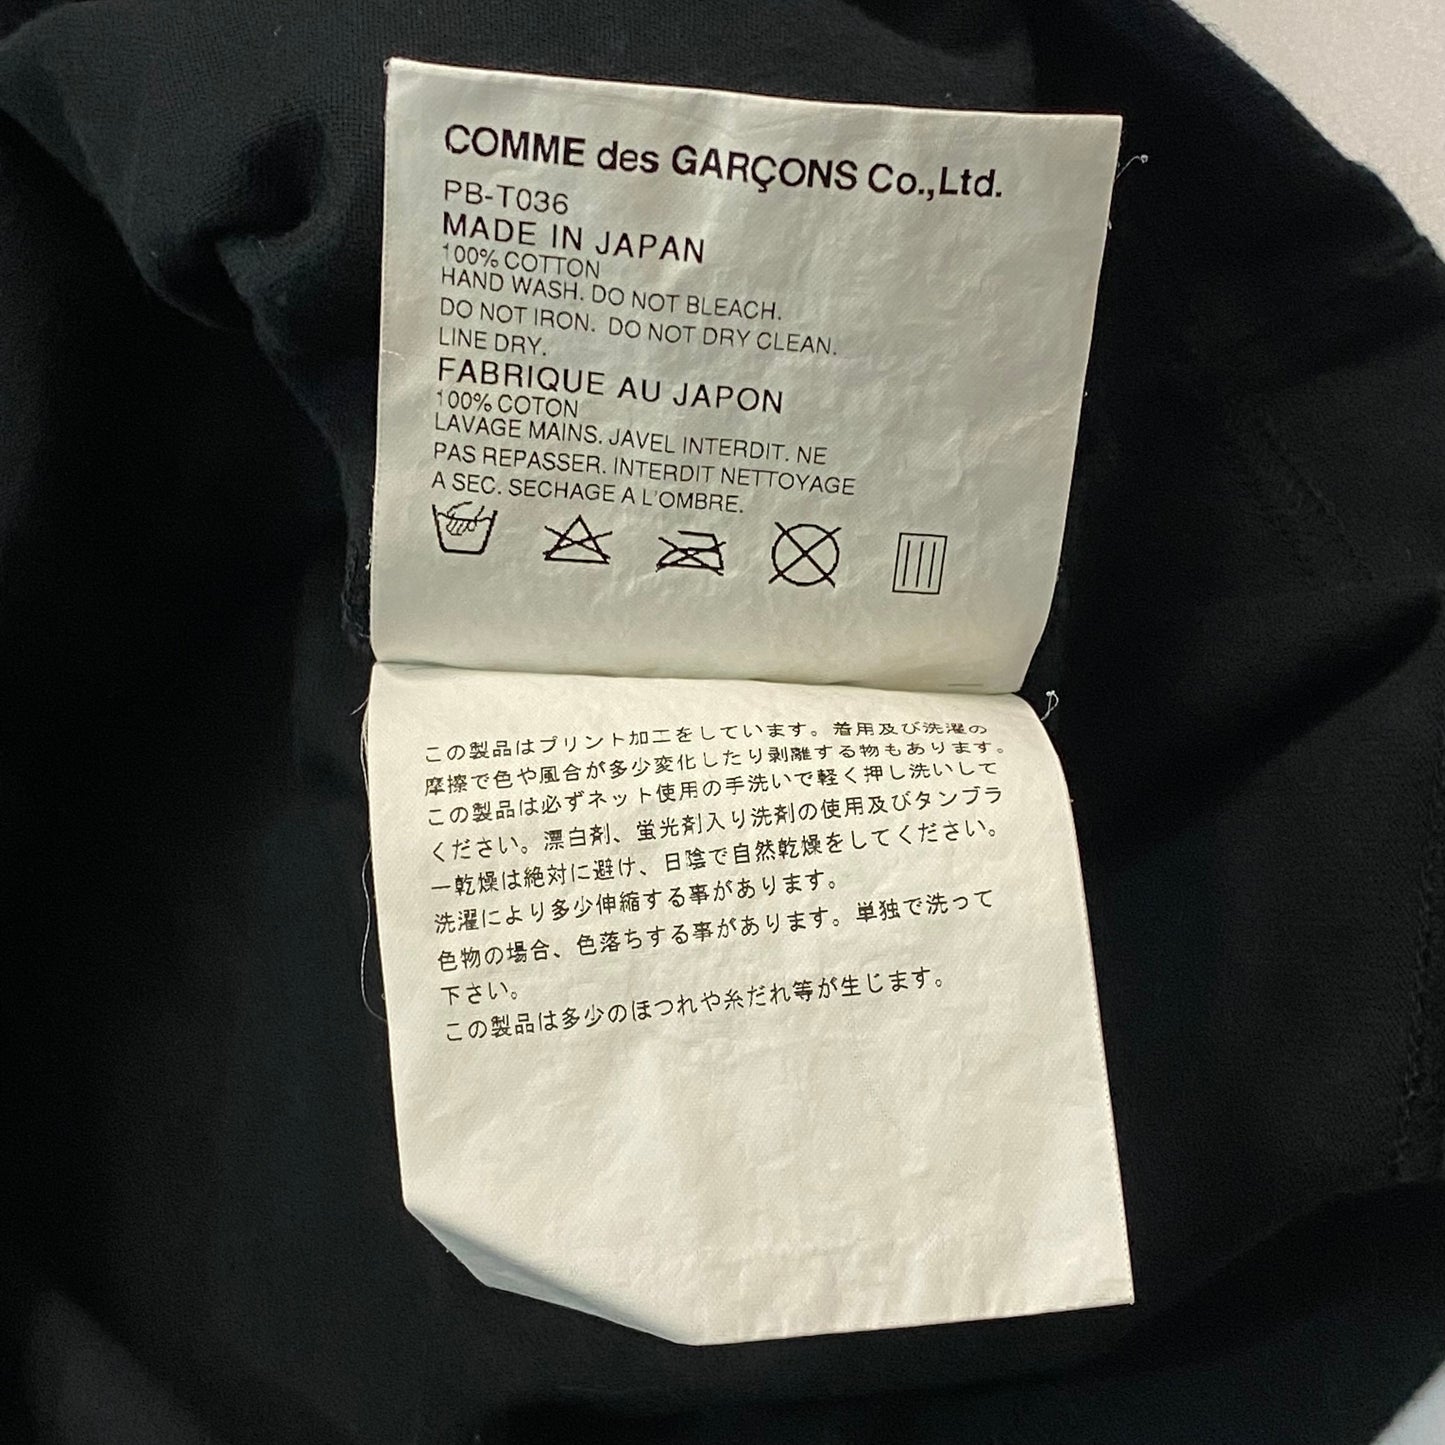 COMME des GARÇONS Co.,Ltd.
PB-T036
MADE IN JAPAN
100% COTTON
HAND WASH. DO NOT BLEACH.
DO NOT IRON. DO NOT DRY CLEAN.
LINE DRY.
FABRIQUE AU JAPON
100% COTON
LAVAGE MAINS. JAVEL INTERDIT. NE
PAS REPASSER. INTERDIT NETTOYAGE
A SEC. SECHAGE A L'OMBRE.
この製品はプリント加工をしています。着用及び洗濯の
摩擦で色や風合が多少変化したり剥離する物もあります。
この製品は必ずネット使用の手洗いで軽く押し洗いして
ください。漂白剤、蛍光剤入り洗剤の使用及びタンブラ
ー乾燥は絶対に避け、日陰で自然乾燥をしてください。
洗濯により多少伸縮する事があります。
色物の場合、色落ちする事があります。単独で洗って
下さい。
この製品は多少のほつれや糸だれ等が生じます。